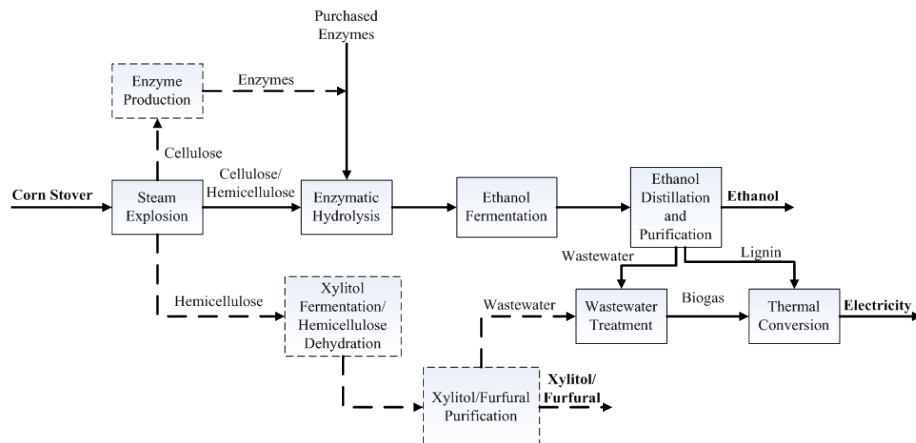 Purchased
Enzymes
Enzyme
Production
Enzymes
Cellulose
Cellulose/
Hemicellulose
Corn Stover
Steam
Explosion
Enzymatic
Hydrolysis
Ethanol
Fermentation
Ethanol
Distillation
and
Purification
Ethanol
Wastewater
Lignin
Hemicellulose
Xylitol
Fermentation/
Hemicellulose
Dehydration
Wastewater
Wastewater
Treatment
Biogas
Thermal
Conversion
Electricity
Xylitol/Furfural
Purification
Xylitol/
Furfural